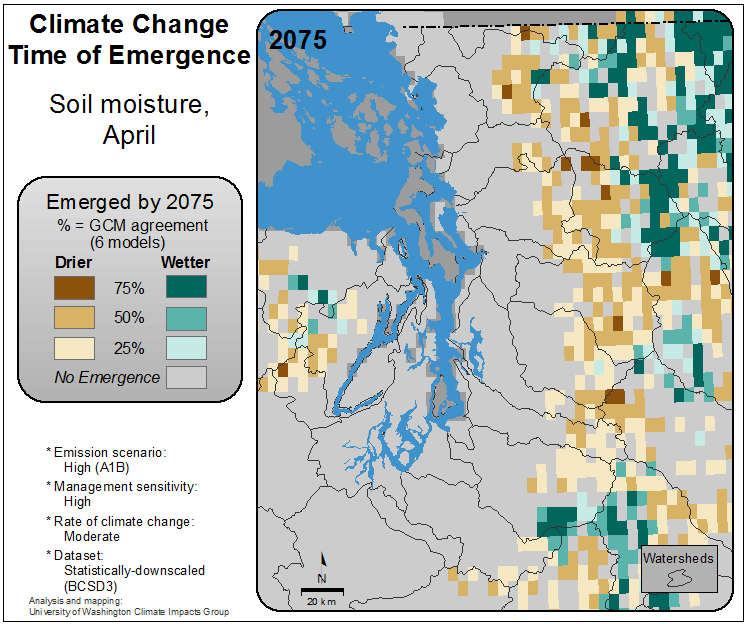 Climate Change
Time of Emergence
Soil moisture,
April
Emerged by 2075
% = GCM agreement
(6 models)
Drier Wetter
75%
50%
25%
No Emergence
* Emission scenario:
High (A1B)
* Management sensitivity:
High
* Rate of climate change:
Moderate
* Dataset:
Statistically-downscaled
(BCSD3)
Analysis and mapping:
University of Washington Climate Impacts Group
2075
N
20 km
Watersheds